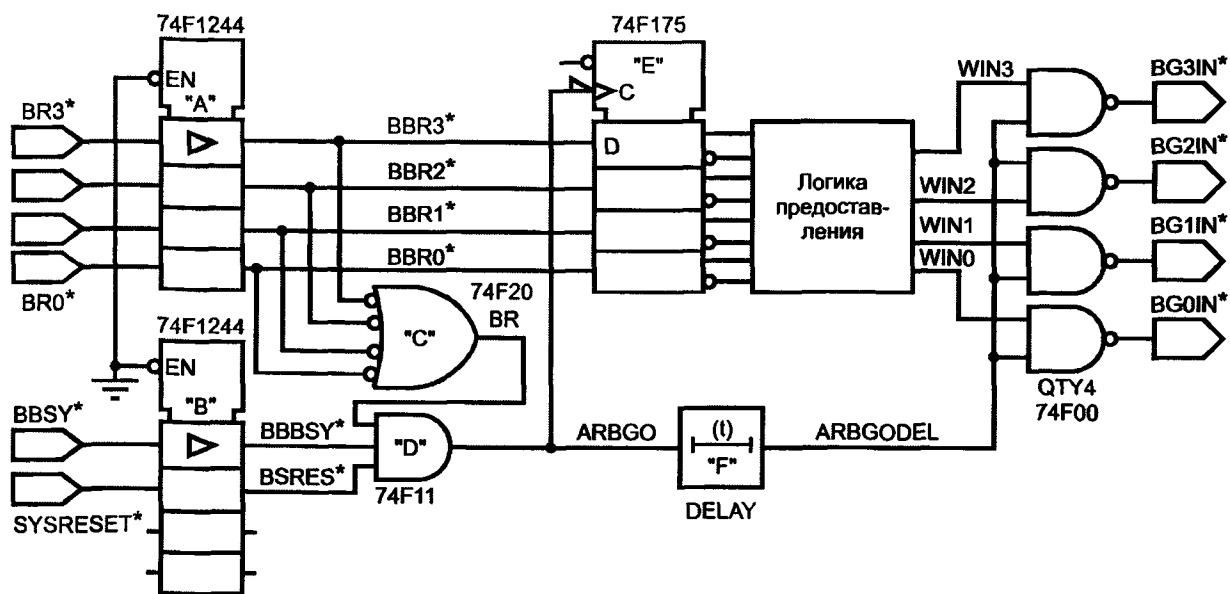 74F1244
EN
"A"
BR3*
BR0*
BBR3*
BBR2*
BBR1*
BBR0*
74F175
"E"
C
D
Логика
предостав-
ления
WIN3
WIN2
WIN1
WIN0
BG3IN*
BG2IN*
BG1IN*
BG0IN*
QTY4
74F00
74F20
BR
"C"
74F1244
EN
"B"
BBSY*
SYSRESET*
BBBSY*
BSRES*
"D"
74F11
ARBGO
(t)
"F"
DELAY
ARBGODEL